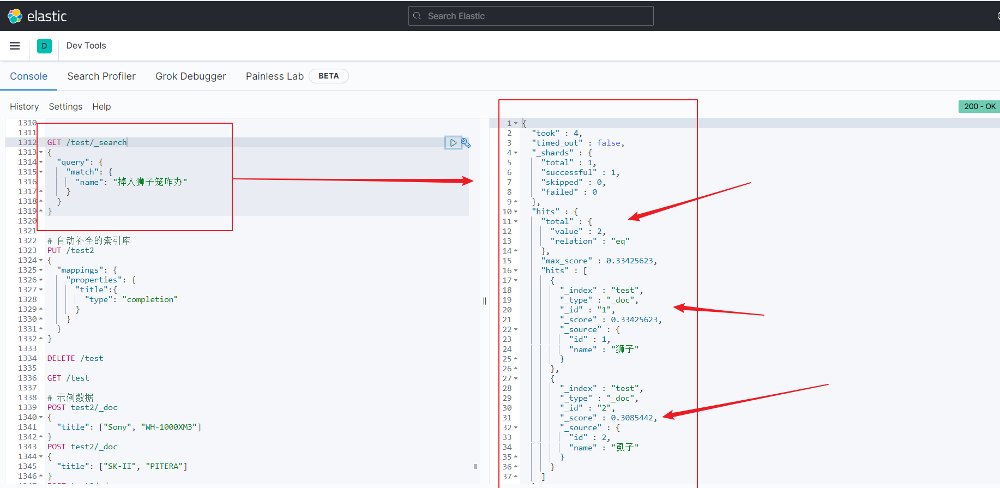 elastic
Search Elastic
D
Dev Tools
Console
Search Profiler
Grok Debugger
Painless Lab
BETA
History
Settings
Help
200 - OK
1310
1311
1312 GET /test/_search
1313 {
1314 "query": {
1315 "match": {
1316 "name": "掉入狮子笼咋办"
1317 }
1318 }
1319 }
1320
1321
1322 # 自动补全的索引库
1323 PUT /test2
1324 {
1325 "mappings": {
1326 "properties": {
1327 "title":{
1328 "type": "completion"
1329 }
1330 }
1331 }
1332 }
1333
1334 DELETE /test
1335
1336 GET /test
1337
1338 # 示例数据
1339 POST test2/_doc
1340 {
1341 "title": ["Sony", "WH-1000XM3"]
1342 }
1343 POST test2/_doc
1344 {
1345 "title": ["SK-II", "PITERA"]
1346 }
1 {
2 "took" : 4,
3 "timed_out" : false,
4 "_shards" : {
5 "total" : 1,
6 "successful" : 1,
7 "skipped" : 0,
8 "failed" : 0
9 },
10 "hits" : {
11 "total" : {
12 "value" : 2,
13 "relation" : "eq"
14 },
15 "max_score" : 0.33425623,
16 "hits" : [
17 {
18 "_index" : "test",
19 "_type" : "_doc",
20 "_id" : "1",
21 "_score" : 0.33425623,
22 "_source" : {
23 "id" : 1,
24 "name" : "狮子"
25 }
26 },
27 {
28 "_index" : "test",
29 "_type" : "_doc",
30 "_id" : "2",
31 "_score" : 0.3085442,
32 "_source" : {
33 "id" : 2,
34 "name" : "虱子"
35 }
36 }
37 ]